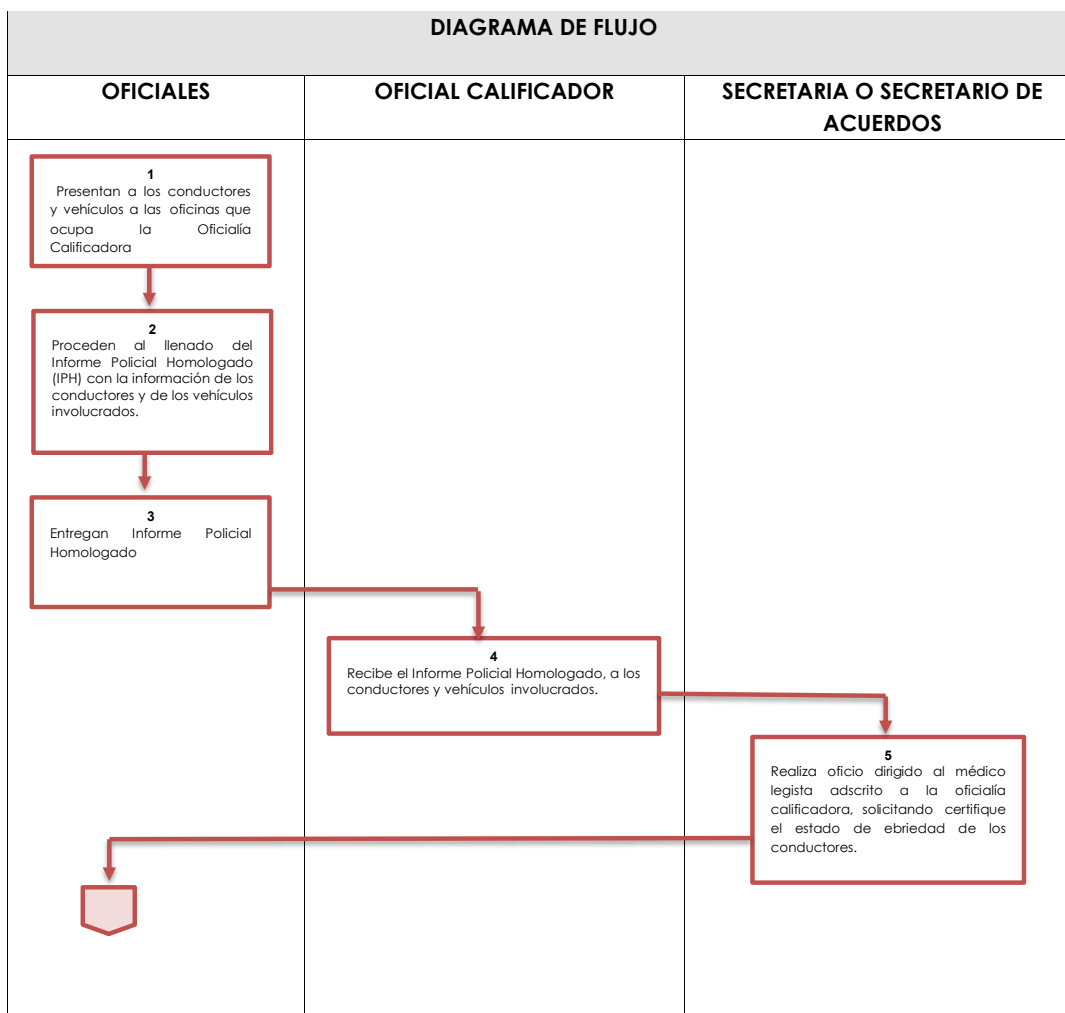 DIAGRAMA DE FLUJO
OFICIALES
OFICIAL CALIFICADOR
SECRETARIA O SECRETARIO DE
ACUERDOS
1
Presentan a los conductores
y vehículos a las oficinas que
ocupa la Oficialía
Calificadora
2
Proceden al llenado del
Informe Policial Homologado
(IPH) con la información de los
conductores y de los vehículos
involucrados.
3
Entregan Informe Policial
Homologado
4
Recibe el Informe Policial Homologado, a los
conductores y vehículos involucrados.
5
Realiza oficio dirigido al médico
legista adscrito a la oficialía
calificadora, solicitando certifique
el estado de ebriedad de los
conductores.